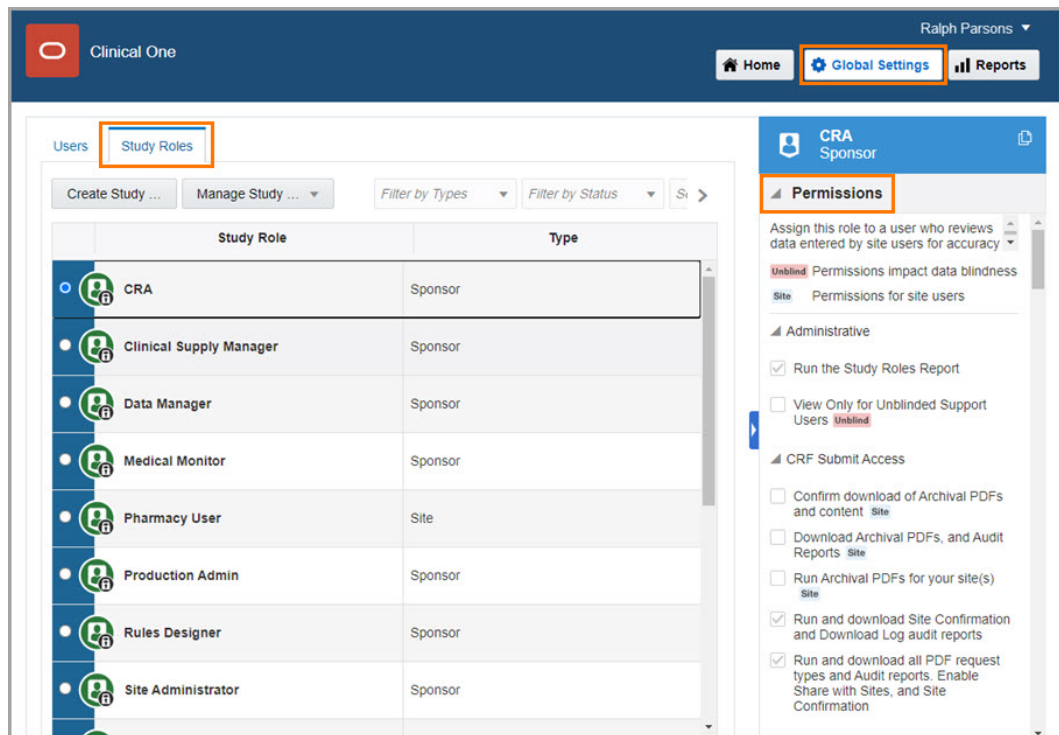 Ralph Parsons
Clinical One
Home
Global Settings
Reports
Users
Study Roles
Create Study ...
Manage Study ...
Filter by Types
Filter by Status
Study Role
Type
CRA
Sponsor
Clinical Supply Manager
Sponsor
Data Manager
Sponsor
Medical Monitor
Sponsor
Pharmacy User
Site
Production Admin
Sponsor
Rules Designer
Sponsor
Site Administrator
Sponsor
CRA
Sponsor
Permissions
Assign this role to a user who reviews
data entered by site users for accuracy
Unblind Permissions impact data blindness
Site Permissions for site users
Administrative
Run the Study Roles Report
View Only for Unblinded Support
Users Unblind
CRF Submit Access
Confirm download of Archival PDFs
and content Site
Download Archival PDFs, and Audit
Reports Site
Run Archival PDFs for your site(s)
Site
Run and download Site Confirmation
and Download Log audit reports
Run and download all PDF request
types and Audit reports. Enable
Share with Sites, and Site
Confirmation